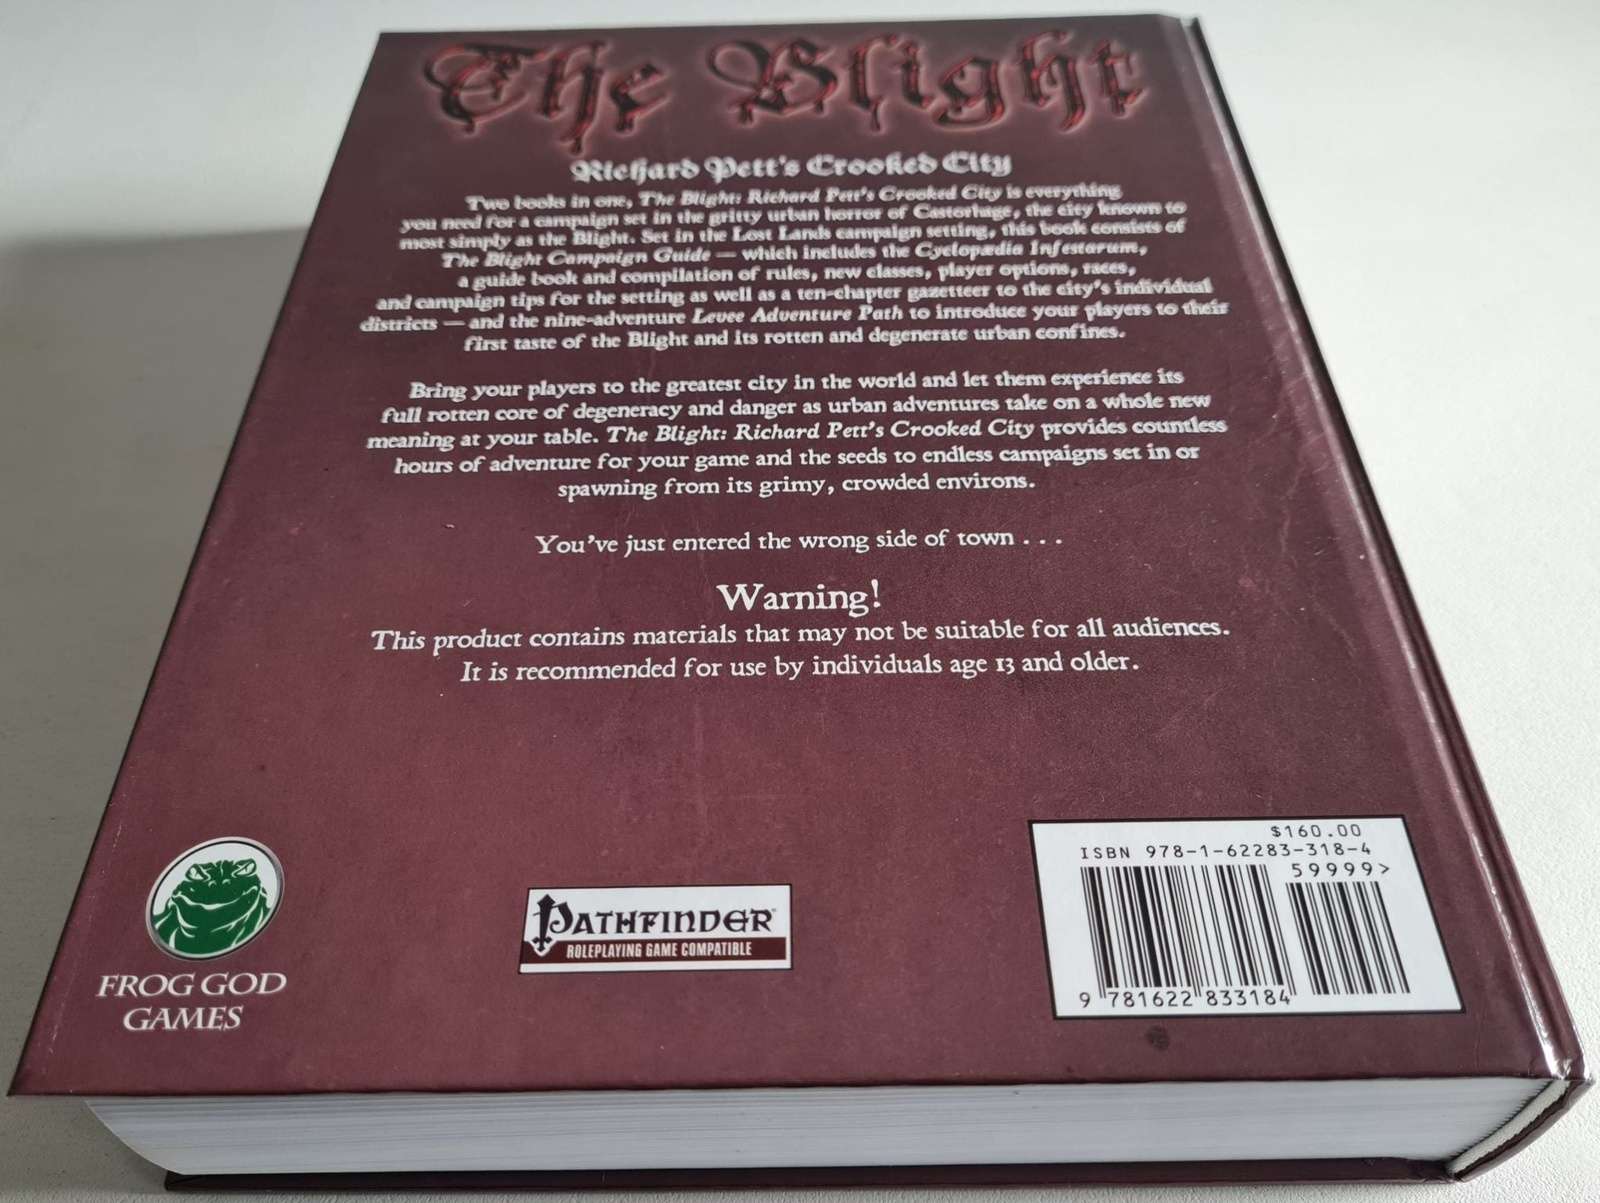 The Blight
Richard Pett's Crooked City
Two books in one, The Blight: Richard Pett's Crooked City is everything
you need for a campaign set in the gritty urban horror of Castorhage, the city known to
most simply as the Blight. Set in the Lost Lands campaign setting, this book consists of
The Blight Campaign Guide — which includes the Cyclopædia Infestarum,
a guide book and compilation of rules, new classes, player options, races,
and campaign tips for the setting as well as a ten-chapter gazetteer to the city's individual
districts — and the nine-adventure Levee Adventure Path to introduce your players to their
first taste of the Blight and its rotten and degenerate urban confines.
Bring your players to the greatest city in the world and let them experience its
full rotten core of degeneracy and danger as urban adventures take on a whole new
meaning at your table. The Blight: Richard Pett's Crooked City provides countless
hours of adventure for your game and the seeds to endless campaigns set in or
spawning from its grimy, crowded environs.
You've just entered the wrong side of town . . .
Warning!
This product contains materials that may not be suitable for all audiences.
It is recommended for use by individuals age 13 and older.
FROG GOD
GAMES
PATHFINDER™
ROLEPLAYING GAME COMPATIBLE
$160.00
ISBN 978-1-62283-318-4
59999>
9 781622 833184